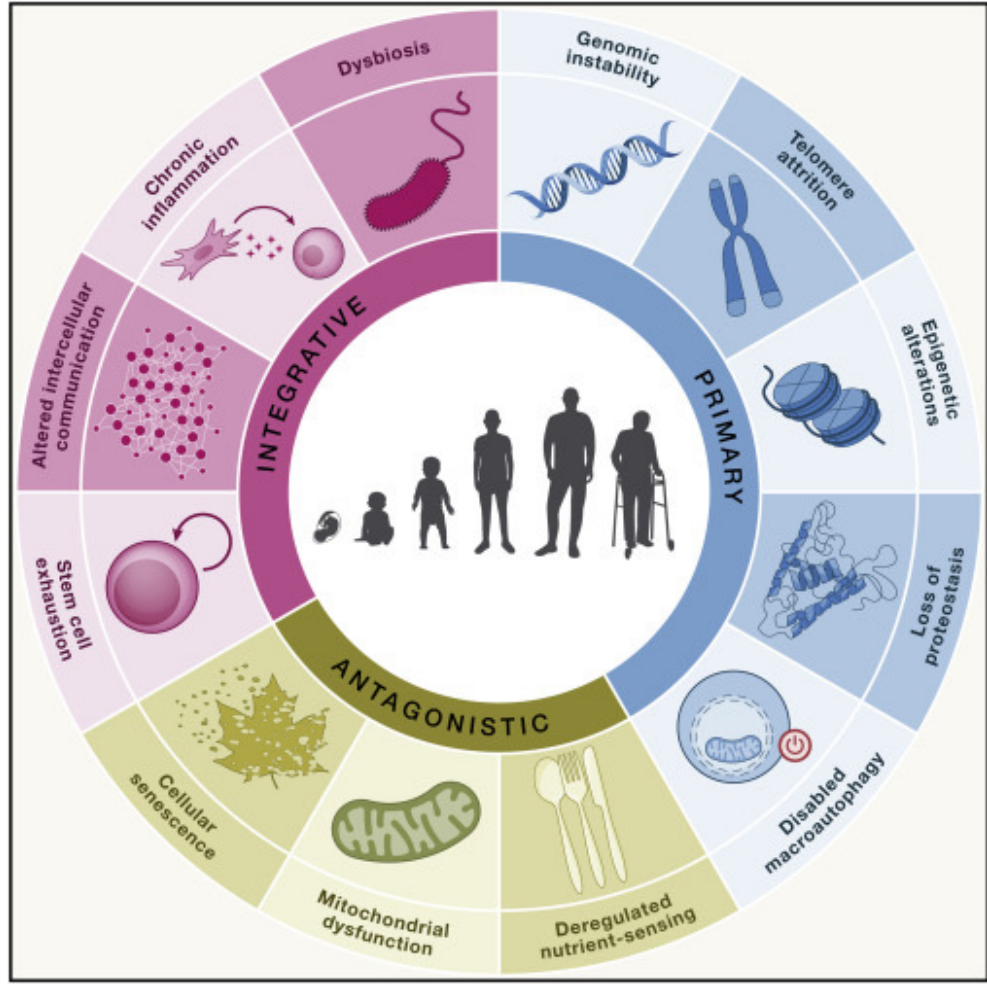 Dysbiosis
Genomic
instability
Telomere
attrition
Epigenetic
alterations
Loss of
proteostasis
Disabled
macroautophagy
Deregulated
nutrient-sensing
Mitochondrial
dysfunction
Cellular
senescence
Stem cell
exhaustion
Altered intercellular
communication
Chronic
inflammation
INTEGRATIVE
PRIMARY
ANTAGONISTIC